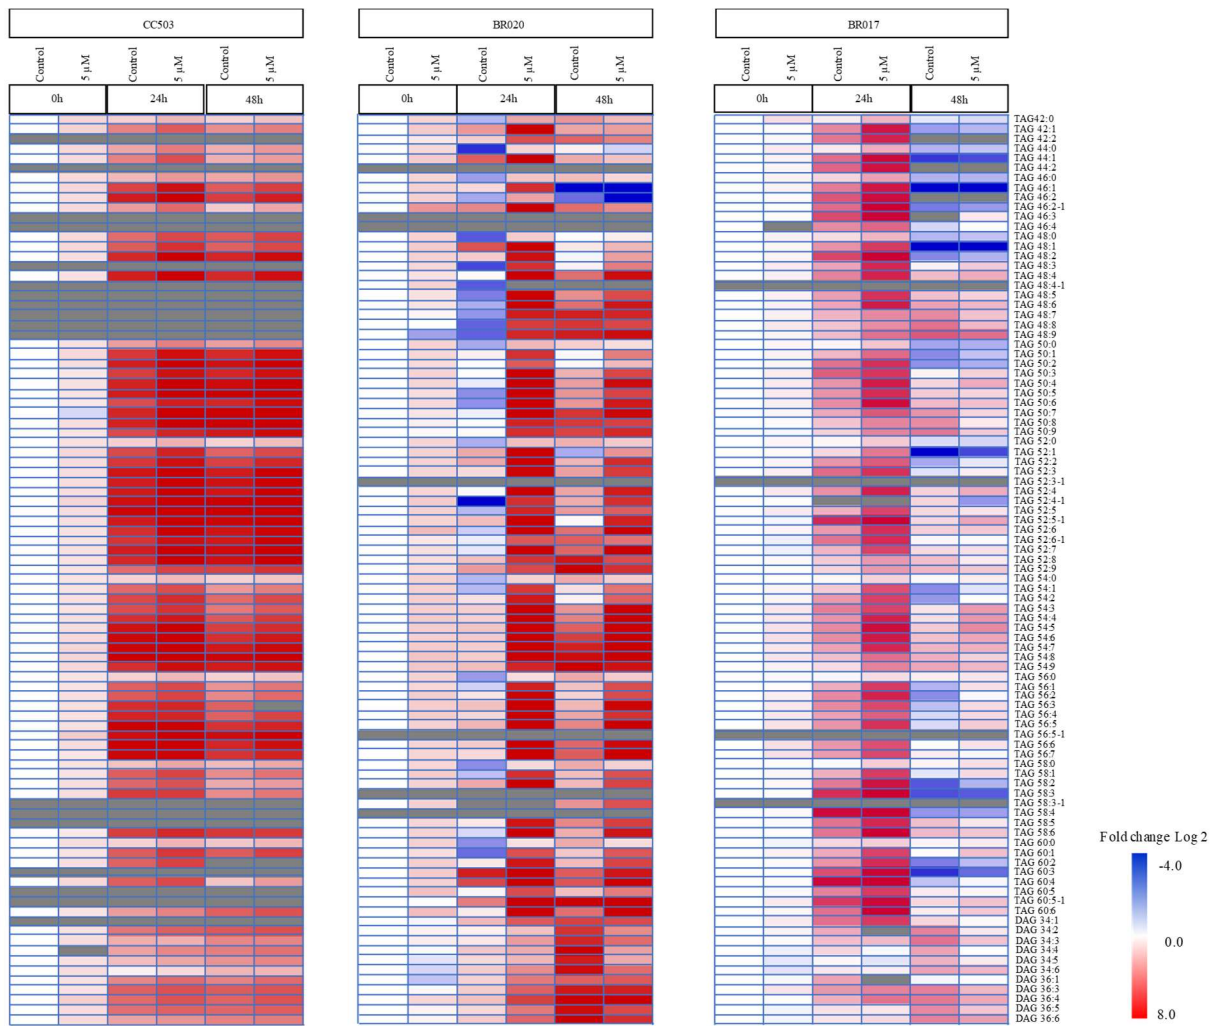 CC503 BR020 BR017
Control 5 µM Control 5 µM Control 5 µM Control 5 µM Control 5 µM Control 5 µM Control 5 µM Control 5 µM Control 5 µM
0h 24h 48h 0h 24h 48h 0h 24h 48h
TAG42:0
TAG 42:1
TAG 42:2
TAG 44:0
TAG 44:1
TAG 44:2
TAG 46:0
TAG 46:1
TAG 46:2
TAG 46:2-1
TAG 46:3
TAG 46:4
TAG 48:0
TAG 48:1
TAG 48:2
TAG 48:3
TAG 48:4
TAG 48:4-1
TAG 48:5
TAG 48:6
TAG 48:7
TAG 48:8
TAG 48:9
TAG 50:0
TAG 50:1
TAG 50:2
TAG 50:3
TAG 50:4
TAG 50:5
TAG 50:6
TAG 50:7
TAG 50:8
TAG 50:9
TAG 52:0
TAG 52:1
TAG 52:2
TAG 52:3
TAG 52:3-1
TAG 52:4
TAG 52:4-1
TAG 52:5
TAG 52:5-1
TAG 52:6
TAG 52:6-1
TAG 52:7
TAG 52:8
TAG 52:9
TAG 54:0
TAG 54:1
TAG 54:2
TAG 54:3
TAG 54:4
TAG 54:5
TAG 54:6
TAG 54:7
TAG 54:8
TAG 54:9
TAG 56:0
TAG 56:1
TAG 56:2
TAG 56:3
TAG 56:4
TAG 56:5
TAG 56:5-1
TAG 56:6
TAG 56:7
TAG 58:0
TAG 58:1
TAG 58:2
TAG 58:3
TAG 58:3-1
TAG 58:4
TAG 58:5
TAG 58:6
TAG 60:0
TAG 60:1
TAG 60:2
TAG 60:3
TAG 60:4
TAG 60:5
TAG 60:5-1
TAG 60:6
DAG 34:1
DAG 34:2
DAG 34:3
DAG 34:4
DAG 34:5
DAG 34:6
DAG 36:1
DAG 36:3
DAG 36:4
DAG 36:5
DAG 36:6
Fold change Log 2
-4.0
0.0
8.0